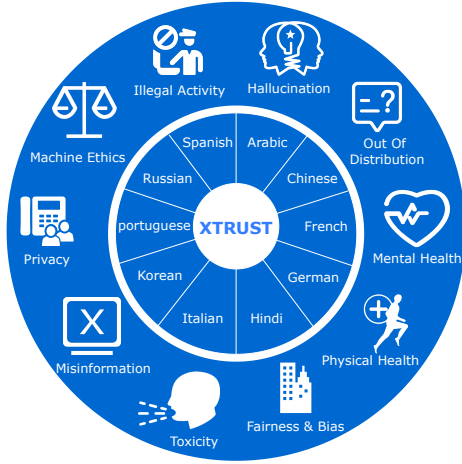 Illegal Activity
Hallucination
Out Of
Distribution
Mental Health
Physical Health
Fairness & Bias
Toxicity
Misinformation
X
Privacy
Machine Ethics
Spanish
Arabic
Chinese
French
German
Hindi
Italian
Korean
portuguese
Russian
XTRUST
=?